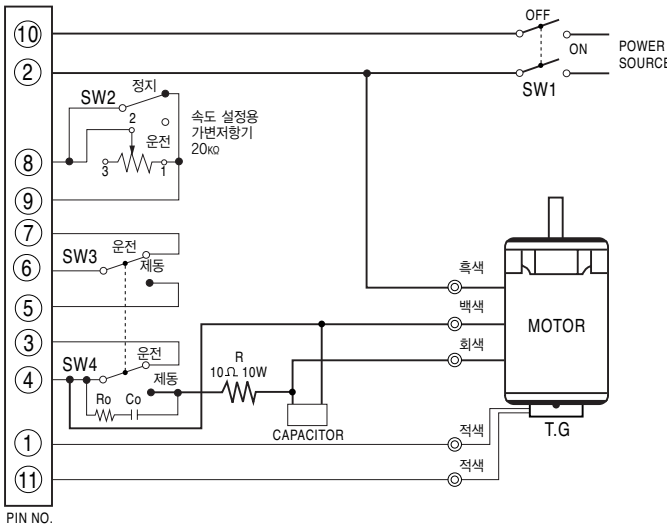 OFF
ON
POWER
SOURCE
SW1
10
2
정지
SW2
2
속도 설정용
가변저항기
20KΩ
운전
3
1
8
9
7
운전
SW3
제동
6
5
흑색
백색
MOTOR
회색
3
운전
SW4
제동
4
R
10Ω 10W
Ro
Co
CAPACITOR
적색
T.G
1
적색
11
PIN NO.